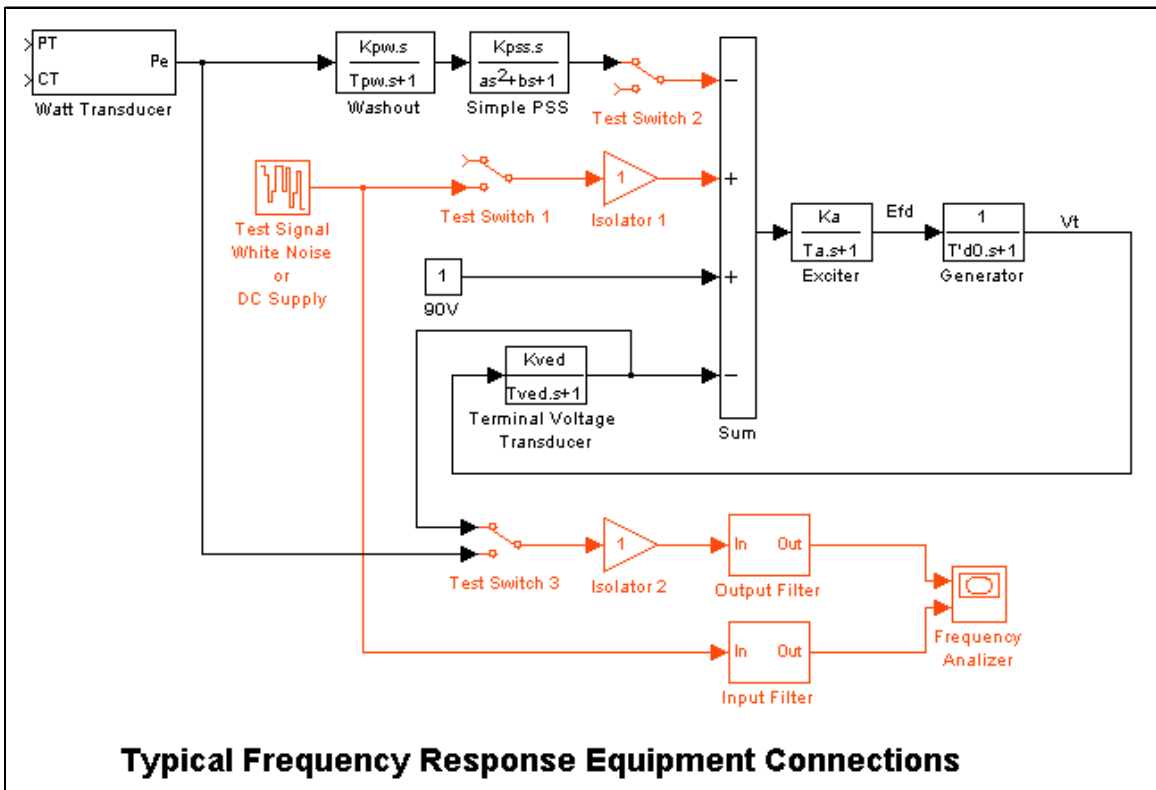 PT
CT
Pe
Watt Transducer
Kpw.s
Tpw.s+1
Washout
Kpss.s
as²+bs+1
Simple PSS
Test Switch 2
−
Test Signal
White Noise
or
DC Supply
Test Switch 1
1
Isolator 1
+
1
90V
+
Kved
Tved.s+1
Terminal Voltage
Transducer
−
Sum
Ka
Ta.s+1
Exciter
Efd
1
T'd0.s+1
Generator
Vt
Test Switch 3
1
Isolator 2
In Out
Output Filter
In Out
Input Filter
Frequency
Analizer
Typical Frequency Response Equipment Connections